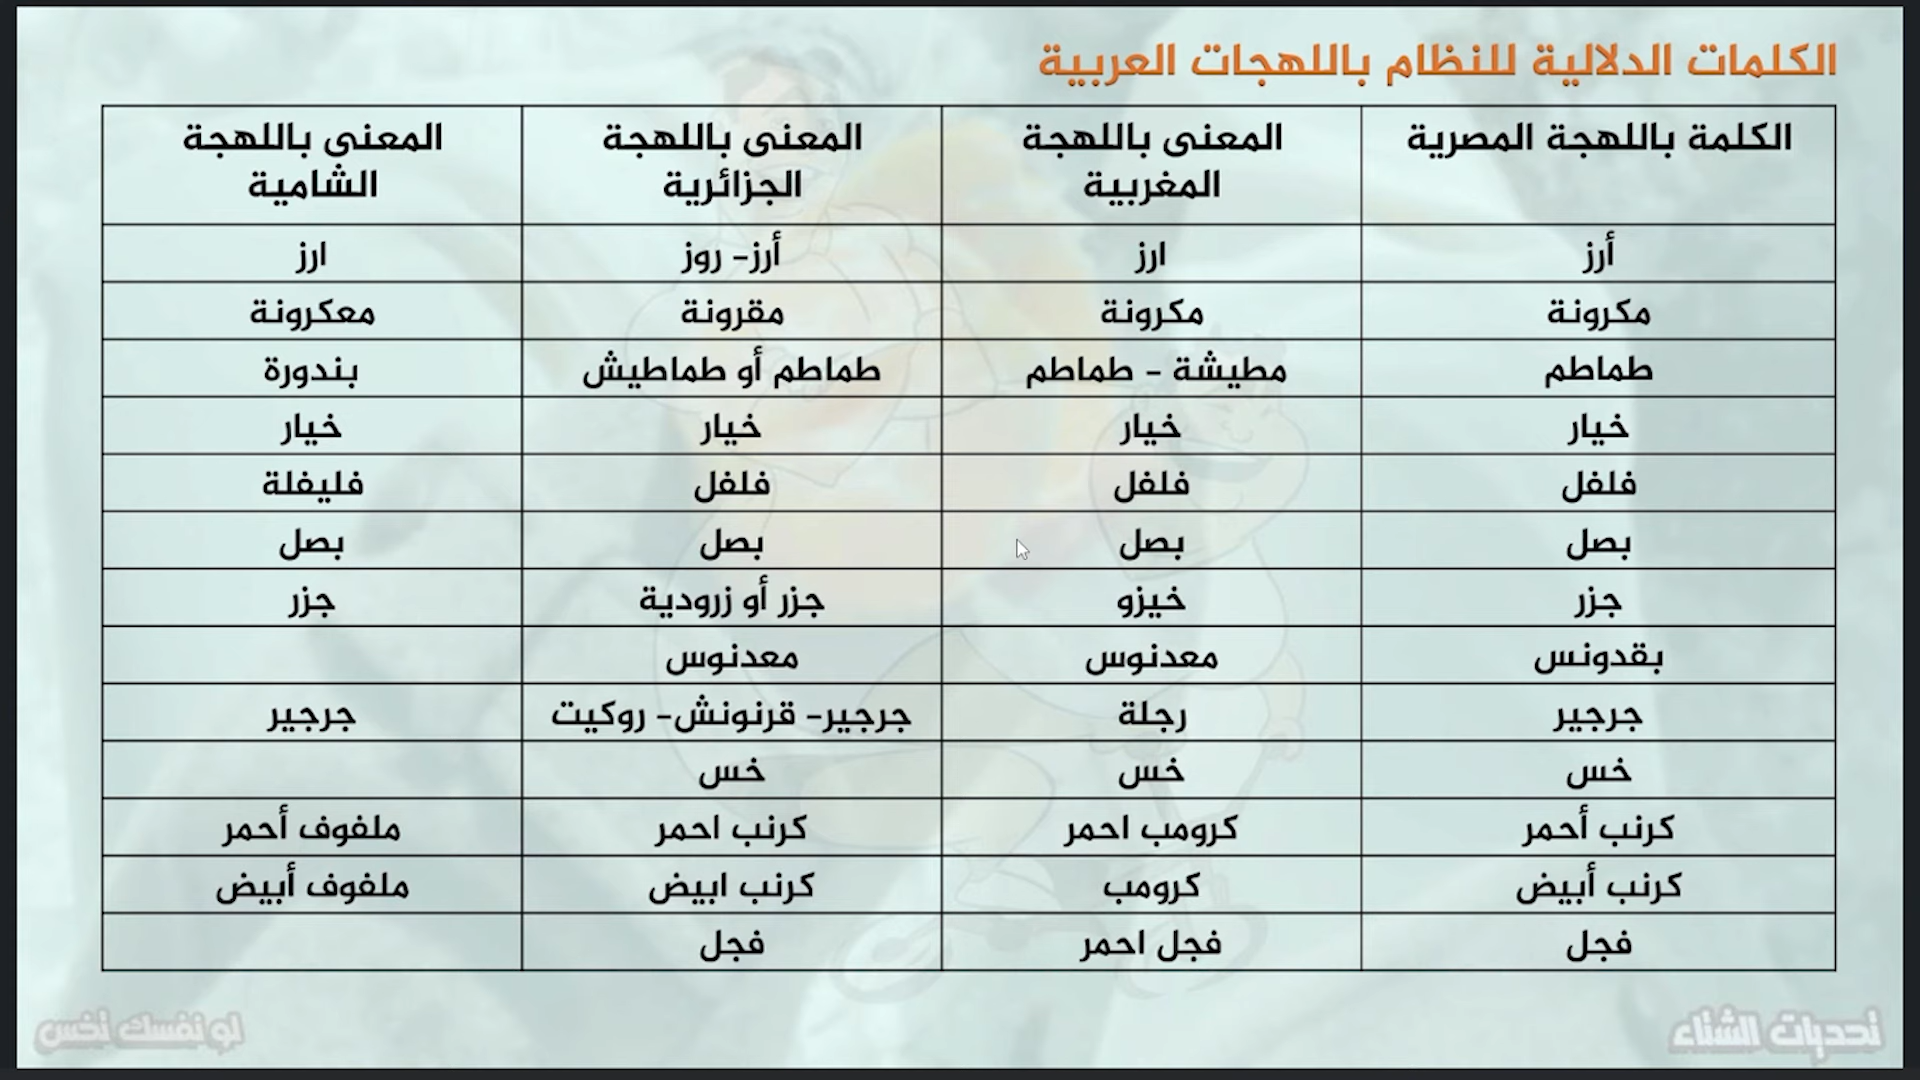 الكلمات الدلالية للنظام باللهجات العربية
الكلمة باللهجة المصرية	المعنى باللهجة المغربية	المعنى باللهجة الجزائرية	المعنى باللهجة الشامية
أرز	ارز	أرز- روز	ارز
مكرونة	مكرونة	مقرونة	معكرونة
طماطم	مطيشة - طماطم	طماطم أو طماطيش	بندورة
خيار	خيار	خيار	خيار
فلفل	فلفل	فلفل	فليفلة
بصل	بصل	بصل	بصل
جزر	خيزو	جزر أو زرودية	جزر
بقدونس	معدنوس	معدنوس
جرجير	رجلة	جرجير- قرنونش- روكيت	جرجير
خس	خس	خس
كرنب أحمر	كرومب احمر	كرنب احمر	ملفوف أحمر
كرنب أبيض	كرومب	كرنب ابيض	ملفوف أبيض
فجل	فجل احمر	فجل
تحديات الشتاء
لو نفسك تخس